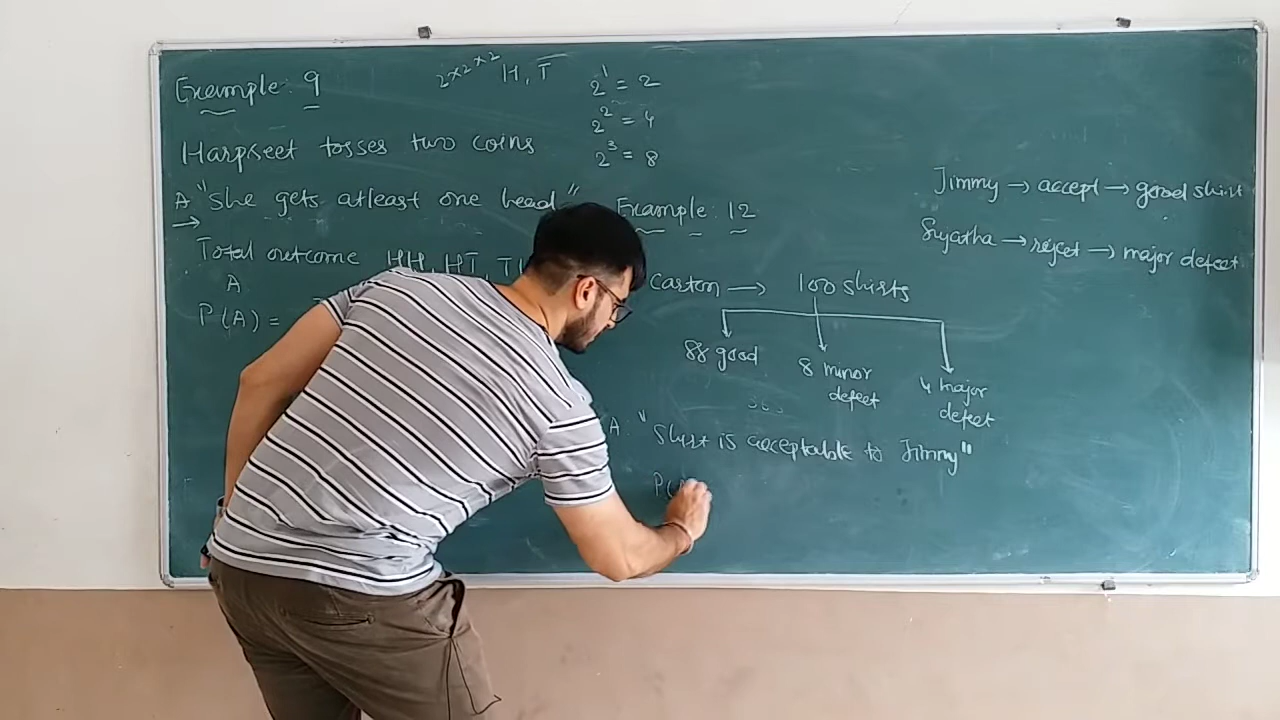 Example: 9
2×2×2 H, T
2¹ = 2
2² = 4
2³ = 8
Harpreet tosses two coins
A "She gets atleast one head"
→
Total outcome HH, HT, T
A
P(A) =
Example: 12
Jimmy → accept → good shirt
Sujatha → reject → major defect
Carton → 100 shirts
88 good
8 minor defect
4 major defect
A. "Shirt is acceptable to Jimmy"
P(